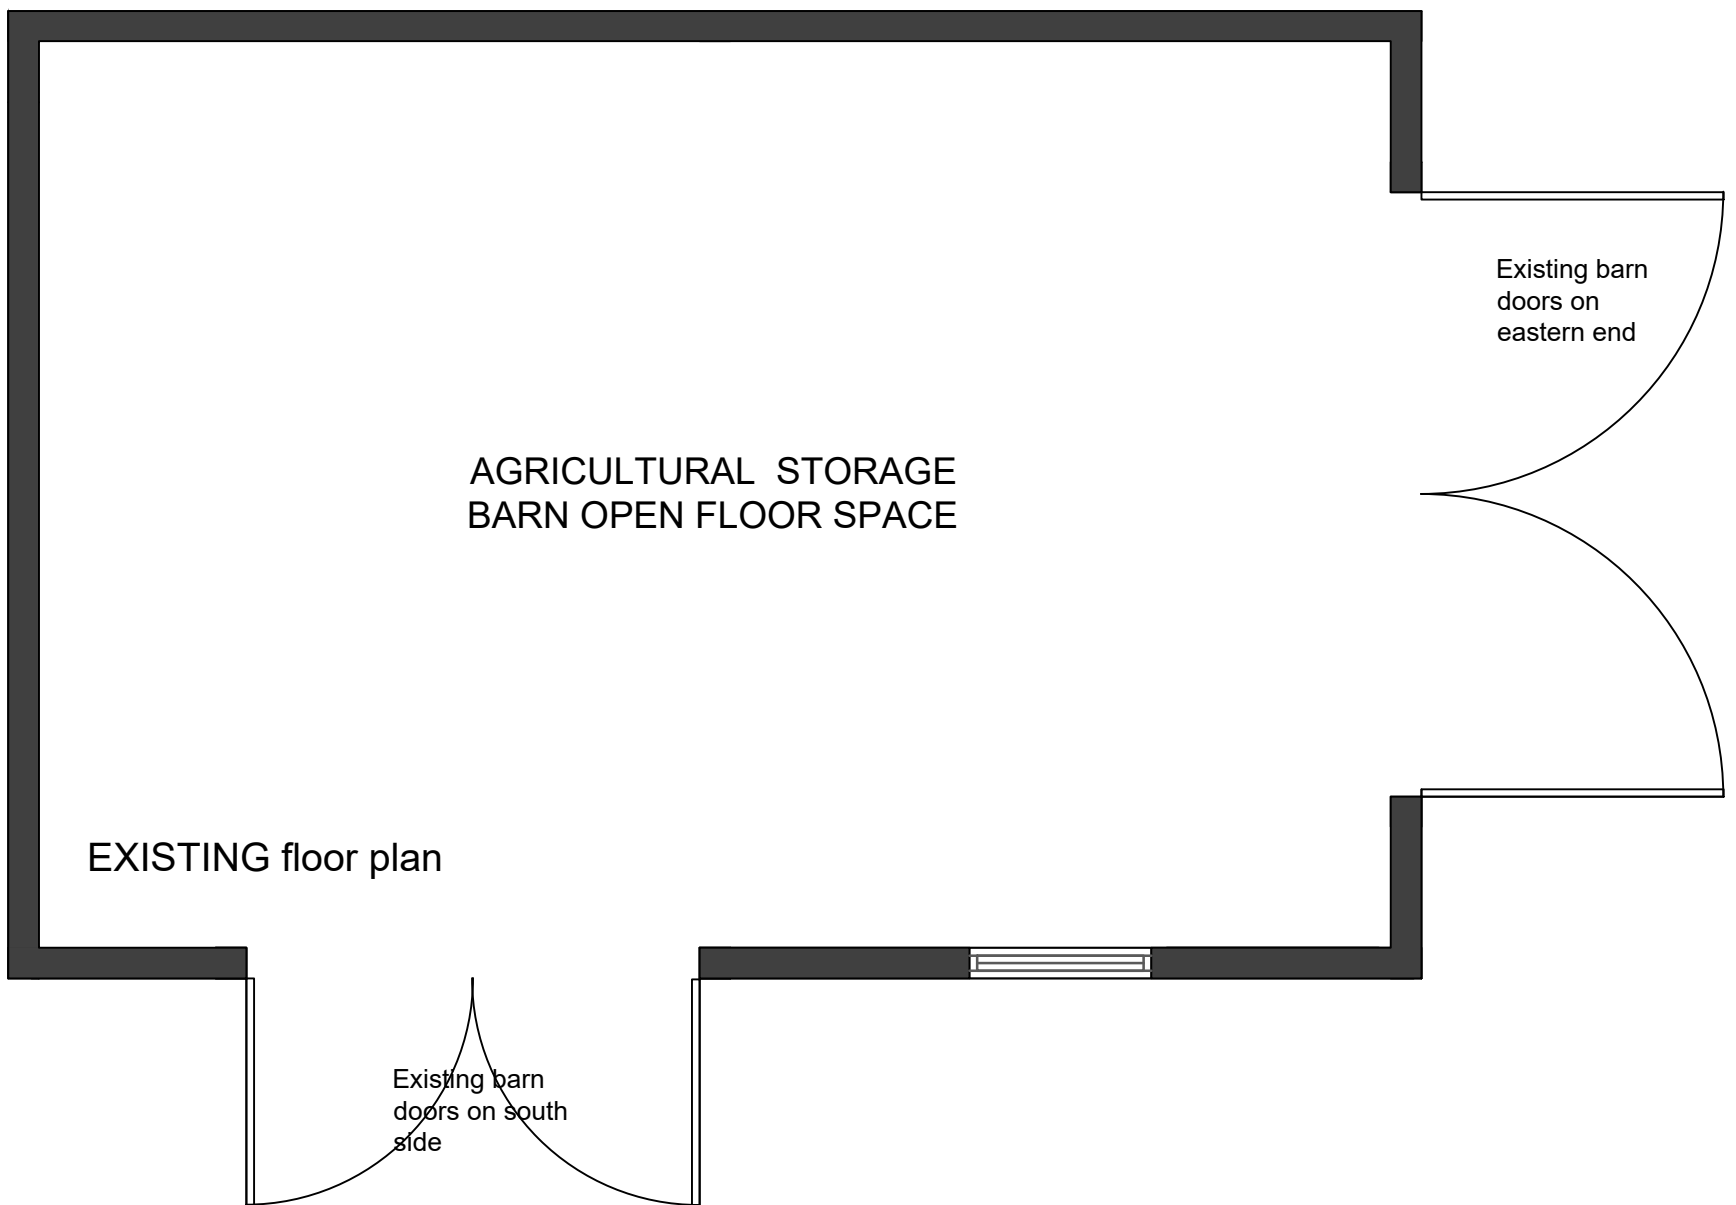 Existing barn
doors on
eastern end
AGRICULTURAL  STORAGE
BARN OPEN FLOOR SPACE
EXISTING floor plan
Existing barn
doors on south
side